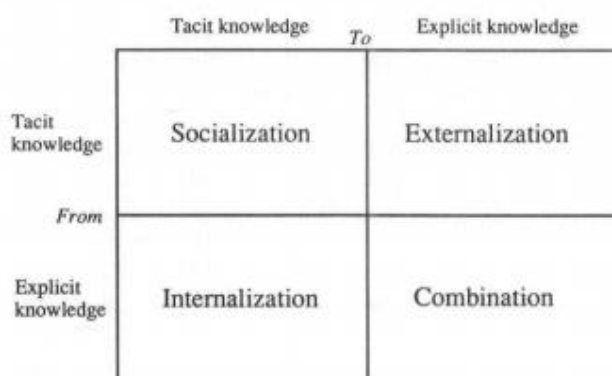 Tacit knowledge To Explicit knowledge
Tacit
knowledge
Socialization Externalization
From
Explicit
knowledge
Internalization Combination